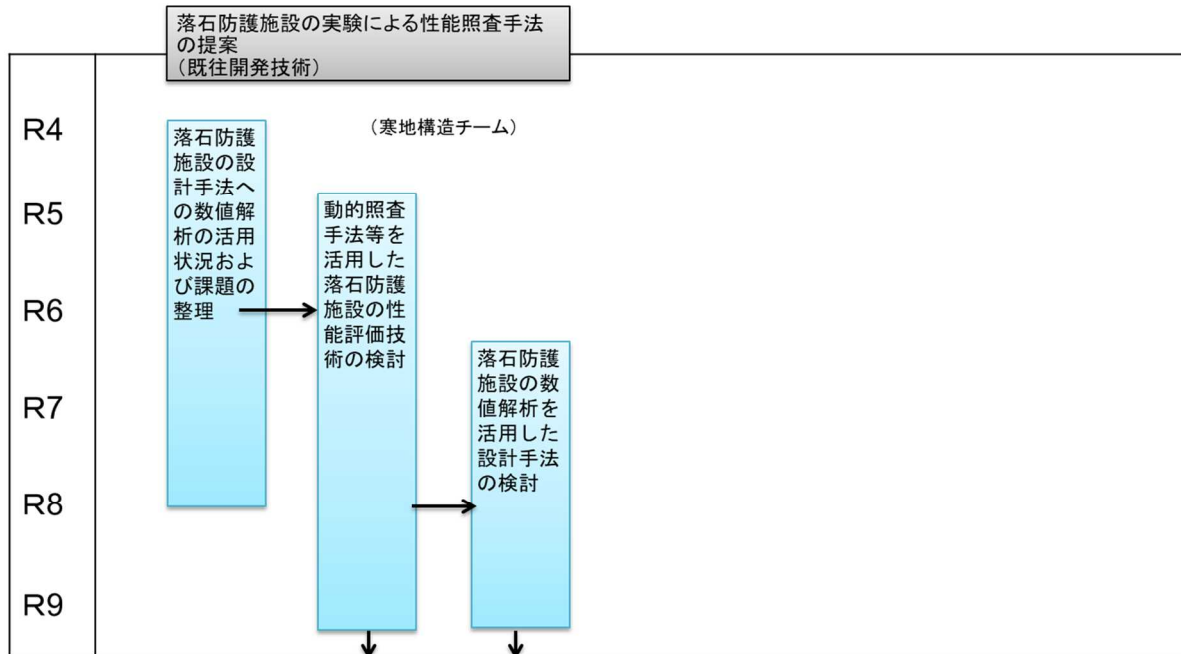 落石防護施設の実験による性能照査手法
の提案
（既往開発技術）
R4
（寒地構造チーム）
落石防護
施設の設
計手法へ
の数値解
析の活用
状況およ
び課題の
整理
R5
動的照査
手法等を
活用した
落石防護
施設の性
能評価技
術の検討
R6
落石防護
施設の数
値解析を
活用した
設計手法
の検討
R7
R8
R9